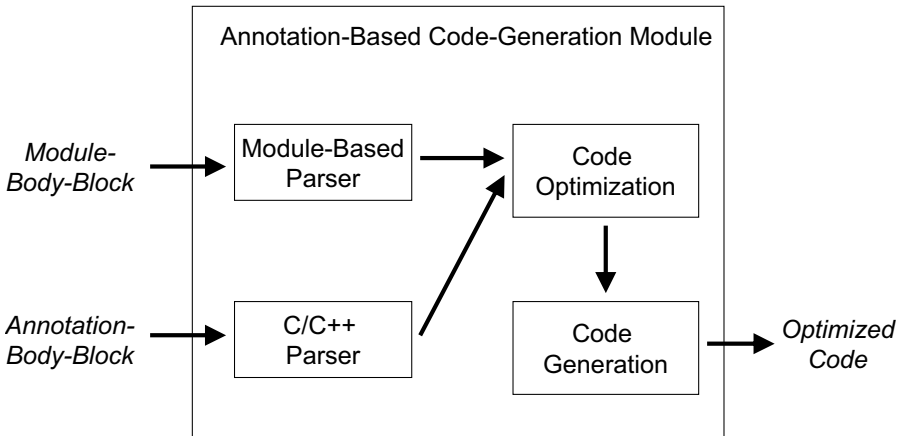 Annotation-Based Code-Generation Module
Module-
Body-Block
Module-Based
Parser
Code
Optimization
Annotation-
Body-Block
C/C++
Parser
Code
Generation
Optimized
Code